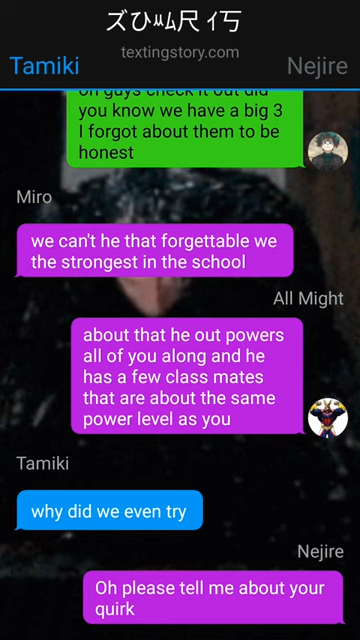 ズひﾶﾑ尺 ｲ丂
textingstory.com
Tamiki
Nejire
oh guys check it out did
you know we have a big 3
I forgot about them to be
honest
Miro
we can't he that forgettable we
the strongest in the school
All Might
about that he out powers
all of you along and he
has a few class mates
that are about the same
power level as you
Tamiki
why did we even try
Nejire
Oh please tell me about your
quirk